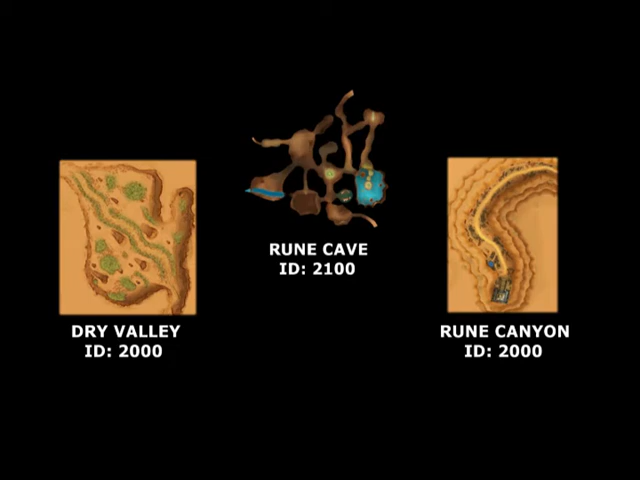 RUNE CAVE
ID: 2100
DRY VALLEY
ID: 2000
RUNE CANYON
ID: 2000